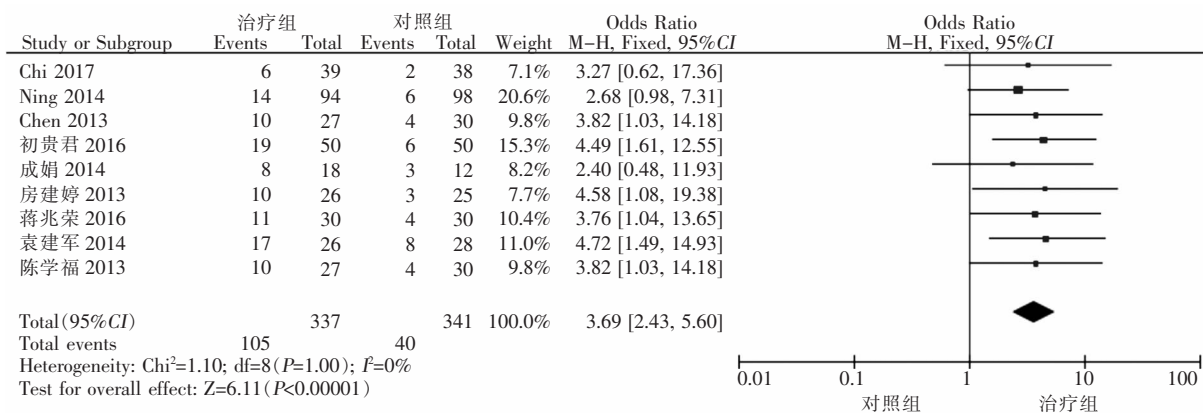 治疗组 对照组 Odds Ratio Odds Ratio
Study or Subgroup Events Total Events Total Weight M-H, Fixed, 95%CI M-H, Fixed, 95%CI
Chi 2017 6 39 2 38 7.1% 3.27 [0.62, 17.36]
Ning 2014 14 94 6 98 20.6% 2.68 [0.98, 7.31]
Chen 2013 10 27 4 30 9.8% 3.82 [1.03, 14.18]
初贵君 2016 19 50 6 50 15.3% 4.49 [1.61, 12.55]
成娟 2014 8 18 3 12 8.2% 2.40 [0.48, 11.93]
房建婷 2013 10 26 3 25 7.7% 4.58 [1.08, 19.38]
蒋兆荣 2016 11 30 4 30 10.4% 3.76 [1.04, 13.65]
袁建军 2014 17 26 8 28 11.0% 4.72 [1.49, 14.93]
陈学福 2013 10 27 4 30 9.8% 3.82 [1.03, 14.18]
Total(95%CI) 337 341 100.0% 3.69 [2.43, 5.60]
Total events 105 40
Heterogeneity: Chi²=1.10; df=8(P=1.00); I²=0%
Test for overall effect: Z=6.11(P<0.00001)
0.01 0.1 1 10 100
对照组 治疗组